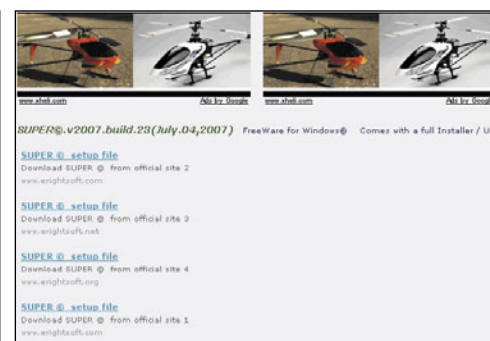 www.xheli.com Ads by Google www.xheli.com Ads by Goog
SUPER©.v2007.build.23(July.04,2007) FreeWare for Windows® Comes with a full Installer / U
SUPER © setup file
Download SUPER © from official site 2
www.erightsoft.com
SUPER © setup file
Download SUPER © from official site 3
www.erightsoft.net
SUPER © setup file
Download SUPER © from official site 4
www.erightsoft.org
SUPER © setup file
Download SUPER © from official site 1
www.erightsoft.com